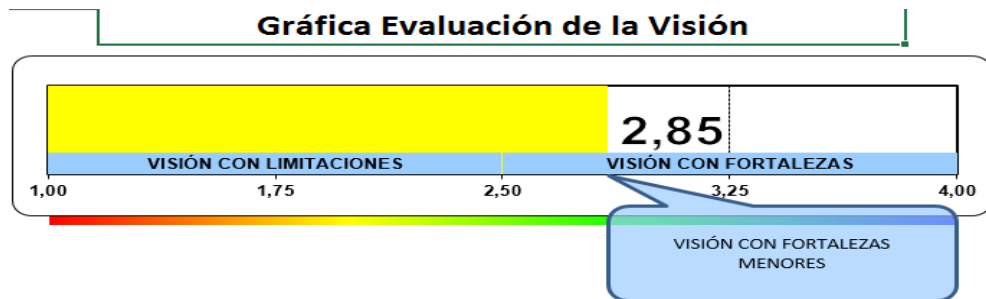 Gráfica Evaluación de la Visión
2,85
VISIÓN CON LIMITACIONES VISIÓN CON FORTALEZAS
1,00 1,75 2,50 3,25 4,00
VISIÓN CON FORTALEZAS
MENORES